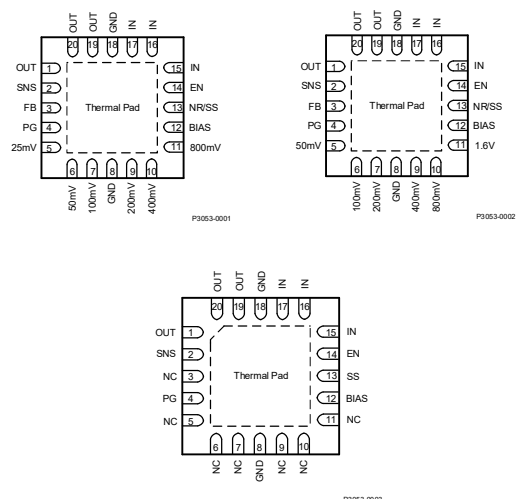 OUT OUT GND IN IN
20 19 18 17 16
OUT 1 15 IN
SNS 2 14 EN
FB 3 Thermal Pad 13 NR/SS
PG 4 12 BIAS
25mV 5 11 800mV
6 7 8 9 10
50mV 100mV GND 200mV 400mV
P3053-0001
OUT OUT GND IN IN
20 19 18 17 16
OUT 1 15 IN
SNS 2 14 EN
FB 3 Thermal Pad 13 NR/SS
PG 4 12 BIAS
50mV 5 11 1.6V
6 7 8 9 10
100mV 200mV GND 400mV 800mV
P3053-0002
OUT OUT GND IN IN
20 19 18 17 16
OUT 1 15 IN
SNS 2 14 EN
NC 3 Thermal Pad 13 SS
PG 4 12 BIAS
NC 5 11 NC
6 7 8 9 10
NC NC GND NC NC